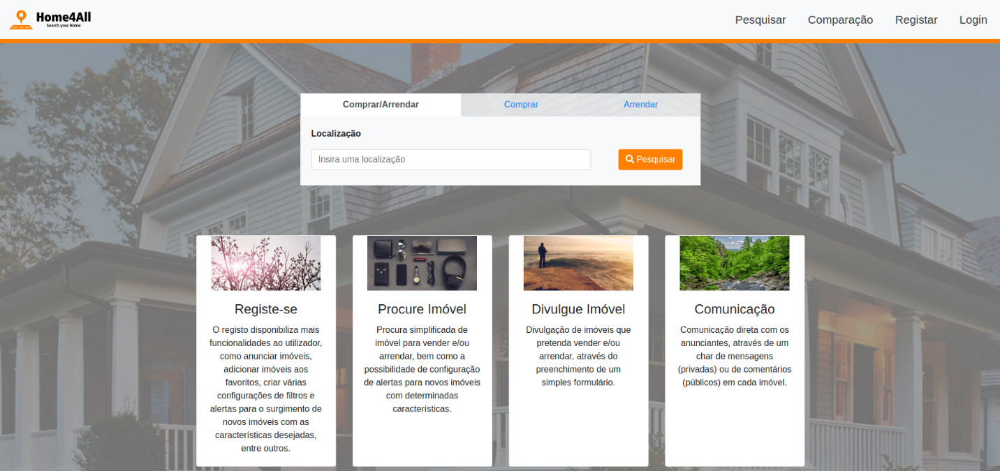 Home4All
Search your Home
Pesquisar
Comparação
Registar
Login
Comprar/Arrendar
Comprar
Arrendar
Localização
Insira uma localização
Pesquisar
Registe-se
O registo disponibiliza mais
funcionalidades ao utilizador,
como anunciar imóveis,
adicionar imóveis aos
favoritos, criar várias
configurações de filtros e
alertas para o surgimento de
novos imóveis com as
características desejadas,
entre outros.
Procure Imóvel
Procura simplificada de
imóvel para vender e/ou
arrendar, bem como a
possibilidade de configuração
de alertas para novos imóveis
com determinadas
características.
Divulgue Imóvel
Divulgação de imóveis que
pretenda vender e/ou
arrendar, através do
preenchimento de um
simples formulário.
Comunicação
Comunicação direta com os
anunciantes, através de um
char de mensagens
(privadas) ou de comentários
(públicos) em cada imóvel.